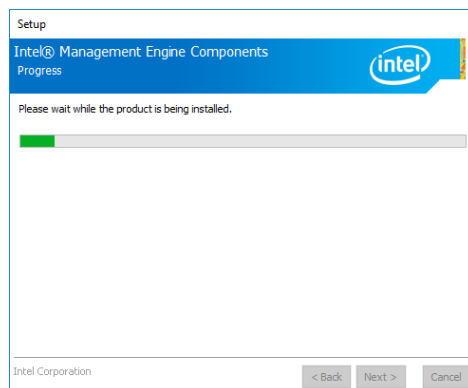 Setup
Intel® Management Engine Components
Progress
intel
Please wait while the product is being installed.
Intel Corporation
< Back
Next >
Cancel